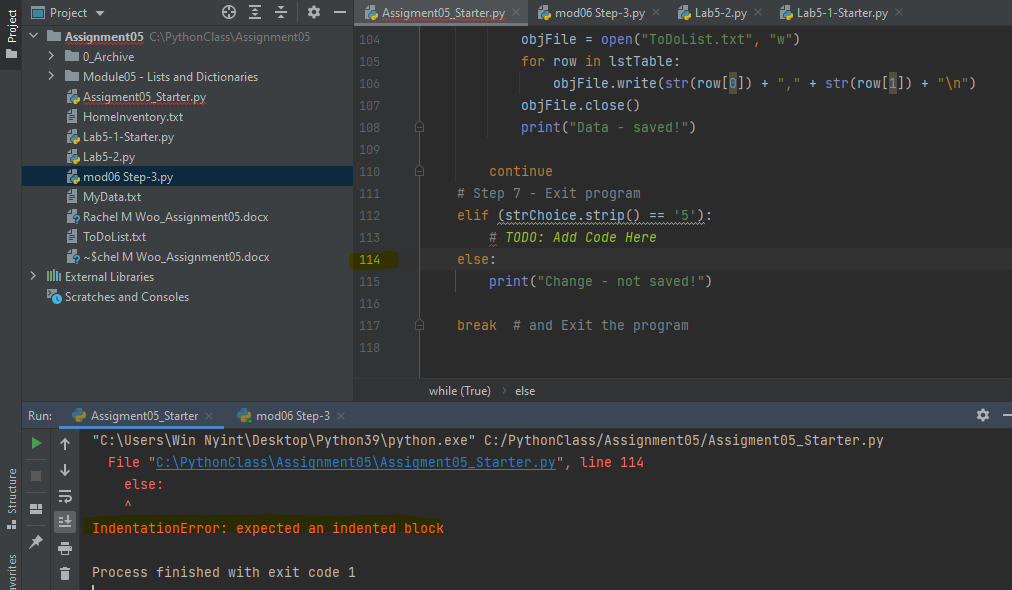 Project
Project
Assigment05_Starter.py
mod06 Step-3.py
Lab5-2.py
Lab5-1-Starter.py
Assignment05 C:\PythonClass\Assignment05
0_Archive
Module05 - Lists and Dictionaries
Assigment05_Starter.py
HomeInventory.txt
Lab5-1-Starter.py
Lab5-2.py
mod06 Step-3.py
MyData.txt
Rachel M Woo_Assignment05.docx
ToDoList.txt
~$chel M Woo_Assignment05.docx
External Libraries
Scratches and Consoles
104 objFile = open("ToDoList.txt", "w")
105 for row in lstTable:
106 objFile.write(str(row[0]) + "," + str(row[1]) + "\n")
107 objFile.close()
108 print("Data - saved!")
109
110 continue
111 # Step 7 - Exit program
112 elif (strChoice.strip() == '5'):
113 # TODO: Add Code Here
114 else:
115 print("Change - not saved!")
116
117 break # and Exit the program
118
while (True) › else
Run: Assigment05_Starter mod06 Step-3
"C:\Users\Win Nyint\Desktop\Python39\python.exe" C:/PythonClass/Assignment05/Assigment05_Starter.py
File "C:\PythonClass\Assignment05\Assigment05_Starter.py", line 114
else:
^
IndentationError: expected an indented block
Process finished with exit code 1
Structure